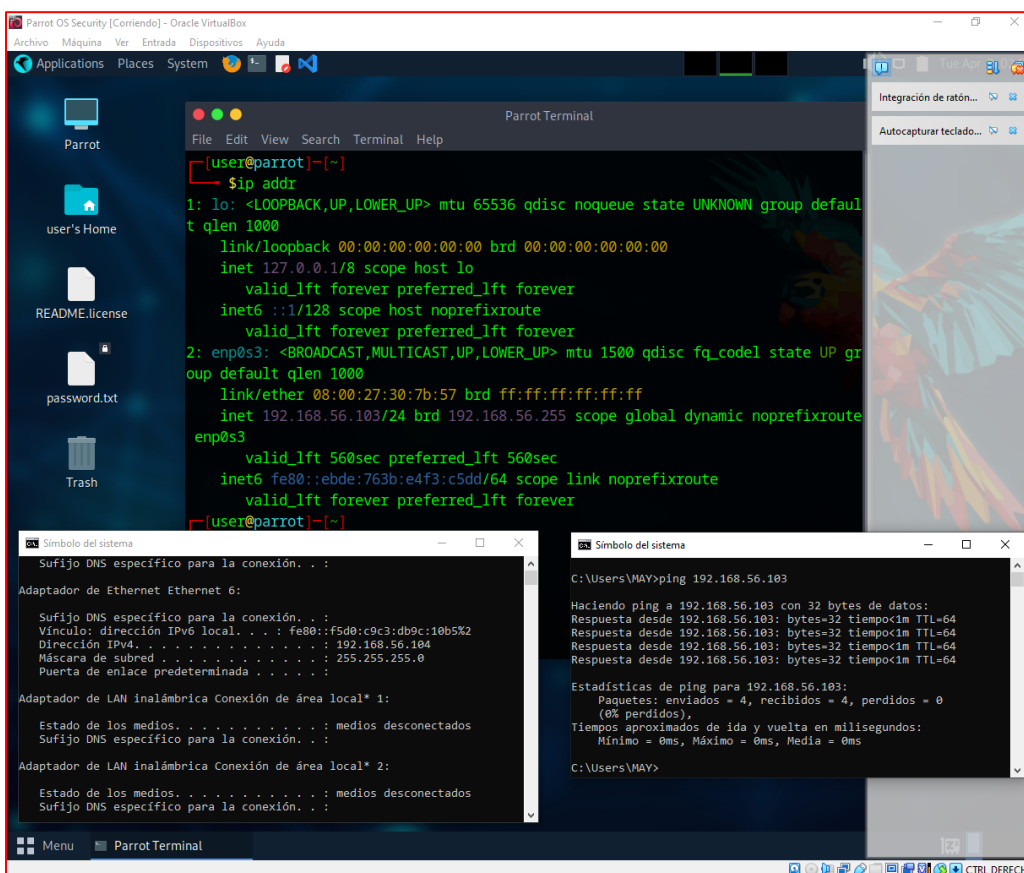 Parrot OS Security [Corriendo] - Oracle VirtualBox
Archivo Máquina Ver Entrada Dispositivos Ayuda
Applications Places System
Tue Apr
Integración de ratón...
Autocapturar teclado...
Parrot
user's Home
README.license
password.txt
Trash
Parrot Terminal
File Edit View Search Terminal Help
┌─[user@parrot]─[~]
└──╼ $ip addr
1: lo: <LOOPBACK,UP,LOWER_UP> mtu 65536 qdisc noqueue state UNKNOWN group defaul
t qlen 1000
link/loopback 00:00:00:00:00:00 brd 00:00:00:00:00:00
inet 127.0.0.1/8 scope host lo
valid_lft forever preferred_lft forever
inet6 ::1/128 scope host noprefixroute
valid_lft forever preferred_lft forever
2: enp0s3: <BROADCAST,MULTICAST,UP,LOWER_UP> mtu 1500 qdisc fq_codel state UP gr
oup default qlen 1000
link/ether 08:00:27:30:7b:57 brd ff:ff:ff:ff:ff:ff
inet 192.168.56.103/24 brd 192.168.56.255 scope global dynamic noprefixroute
enp0s3
valid_lft 560sec preferred_lft 560sec
inet6 fe80::ebde:763b:e4f3:c5dd/64 scope link noprefixroute
valid_lft forever preferred_lft forever
┌─[user@parrot]─[~]
Símbolo del sistema
Sufijo DNS específico para la conexión. . :
Adaptador de Ethernet Ethernet 6:
Sufijo DNS específico para la conexión. . :
Vínculo: dirección IPv6 local. . . : fe80::f5d0:c9c3:db9c:10b5%2
Dirección IPv4. . . . . . . . . . . . . . : 192.168.56.104
Máscara de subred . . . . . . . . . . . . : 255.255.255.0
Puerta de enlace predeterminada . . . . . :
Adaptador de LAN inalámbrica Conexión de área local* 1:
Estado de los medios. . . . . . . . . . . : medios desconectados
Sufijo DNS específico para la conexión. . :
Adaptador de LAN inalámbrica Conexión de área local* 2:
Estado de los medios. . . . . . . . . . . : medios desconectados
Sufijo DNS específico para la conexión. . :
Símbolo del sistema
C:\Users\MAY>ping 192.168.56.103
Haciendo ping a 192.168.56.103 con 32 bytes de datos:
Respuesta desde 192.168.56.103: bytes=32 tiempo<1m TTL=64
Respuesta desde 192.168.56.103: bytes=32 tiempo<1m TTL=64
Respuesta desde 192.168.56.103: bytes=32 tiempo<1m TTL=64
Respuesta desde 192.168.56.103: bytes=32 tiempo<1m TTL=64
Estadísticas de ping para 192.168.56.103:
Paquetes: enviados = 4, recibidos = 4, perdidos = 0
(0% perdidos),
Tiempos aproximados de ida y vuelta en milisegundos:
Mínimo = 0ms, Máximo = 0ms, Media = 0ms
C:\Users\MAY>
Menu
Parrot Terminal
CTRL DERECH